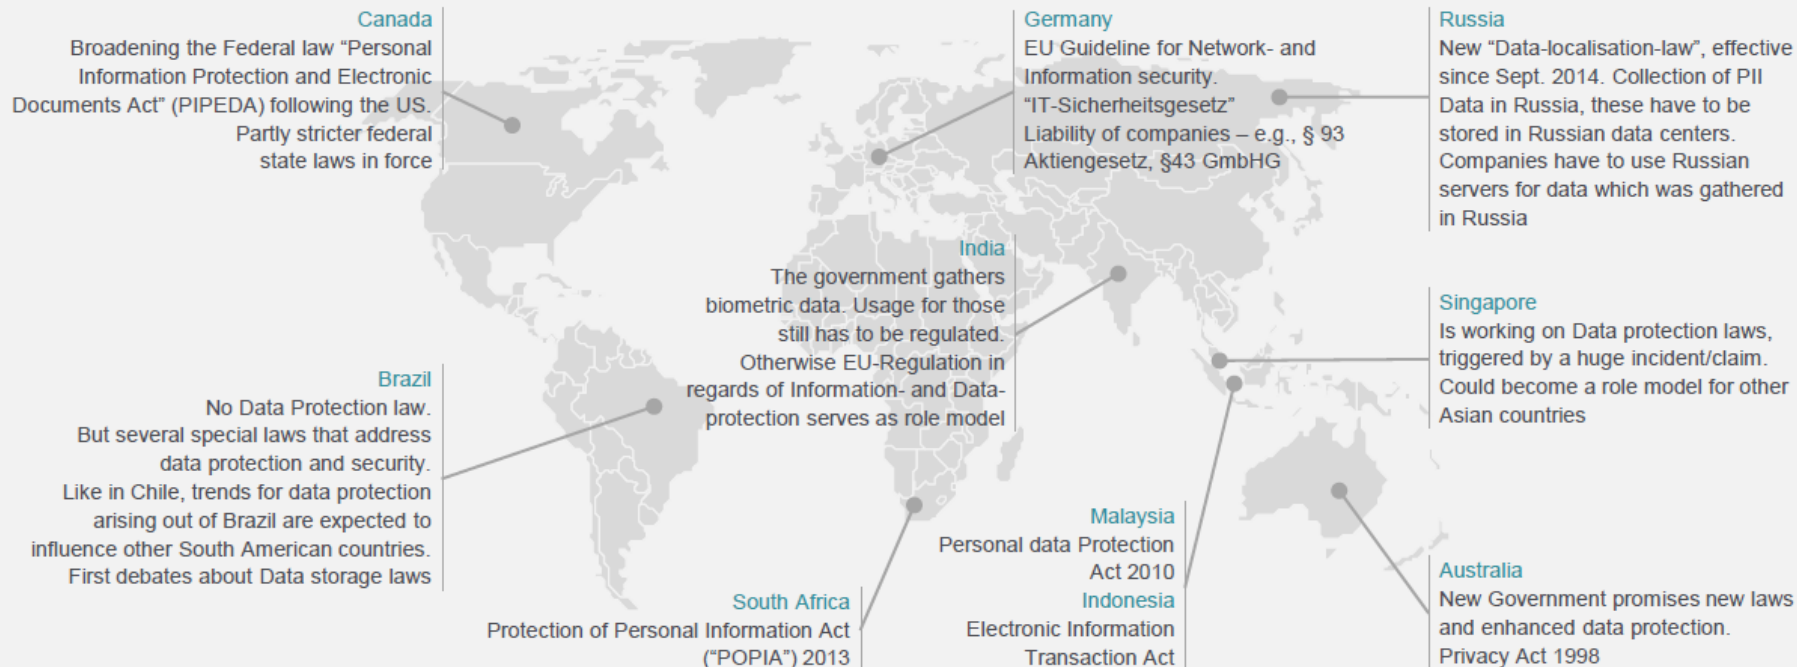 Canada
Broadening the Federal law “Personal
Information Protection and Electronic
Documents Act” (PIPEDA) following the US.
Partly stricter federal
state laws in force
Germany
EU Guideline for Network- and
Information security.
“IT-Sicherheitsgesetz”
Liability of companies – e.g., § 93
Aktiengesetz, §43 GmbHG
Russia
New “Data-localisation-law”, effective
since Sept. 2014. Collection of PII
Data in Russia, these have to be
stored in Russian data centers.
Companies have to use Russian
servers for data which was gathered
in Russia
India
The government gathers
biometric data. Usage for those
still has to be regulated.
Otherwise EU-Regulation in
regards of Information- and Data-
protection serves as role model
Singapore
Is working on Data protection laws,
triggered by a huge incident/claim.
Could become a role model for other
Asian countries
Brazil
No Data Protection law.
But several special laws that address
data protection and security.
Like in Chile, trends for data protection
arising out of Brazil are expected to
influence other South American countries.
First debates about Data storage laws
South Africa
Protection of Personal Information Act
(“POPIA”) 2013
Malaysia
Personal data Protection
Act 2010
Indonesia
Electronic Information
Transaction Act
Australia
New Government promises new laws
and enhanced data protection.
Privacy Act 1998